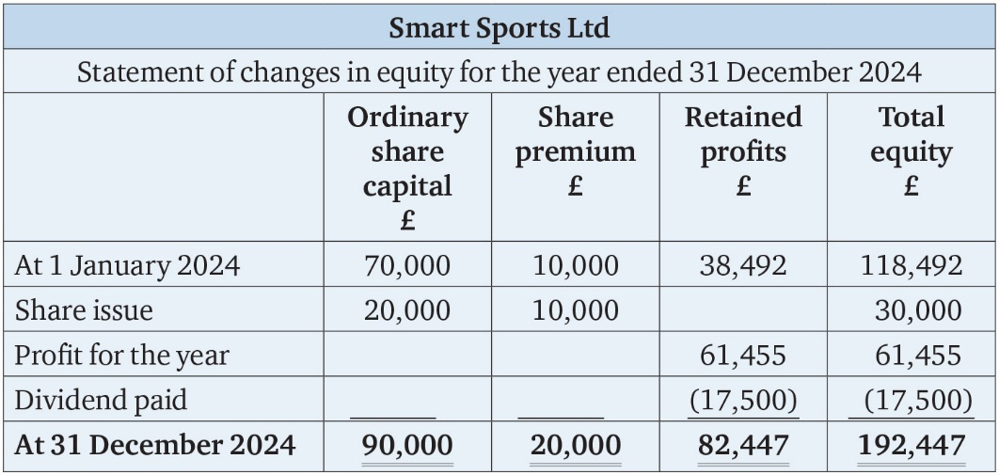 Smart Sports Ltd
Statement of changes in equity for the year ended 31 December 2024
Ordinary share capital £ Share premium £ Retained profits £ Total equity £
At 1 January 2024 70,000 10,000 38,492 118,492
Share issue 20,000 10,000 30,000
Profit for the year 61,455 61,455
Dividend paid (17,500) (17,500)
At 31 December 2024 90,000 20,000 82,447 192,447